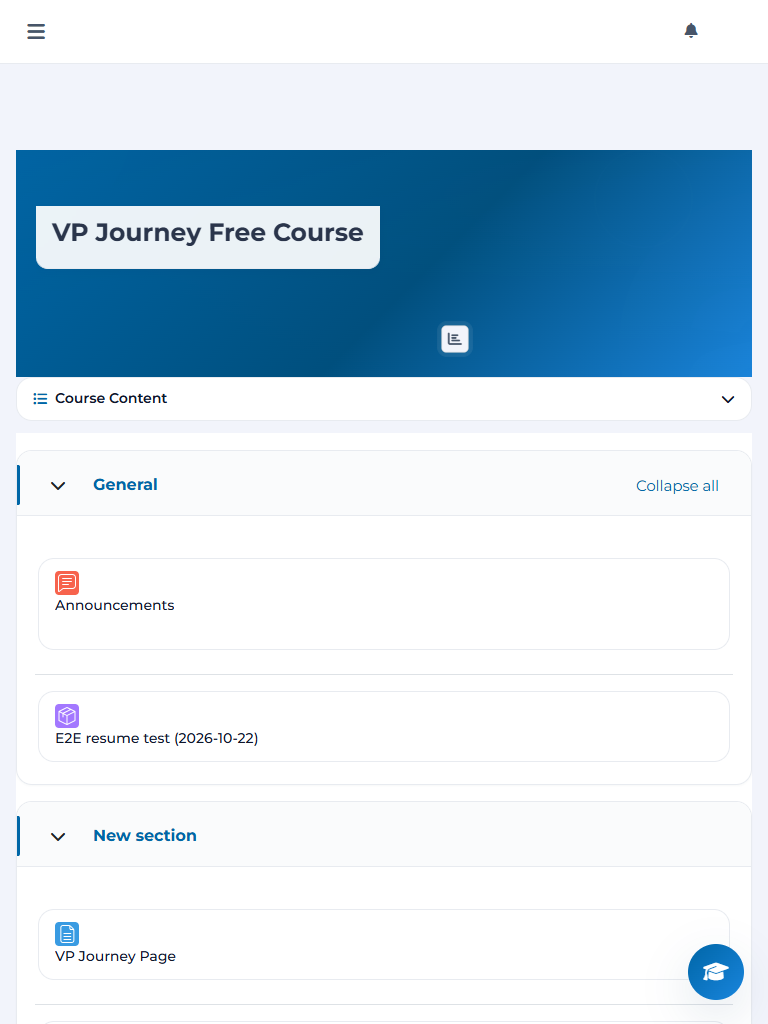 VP Journey Free Course
Course Content
General
Collapse all
Announcements
E2E resume test (2026-10-22)
New section
VP Journey Page